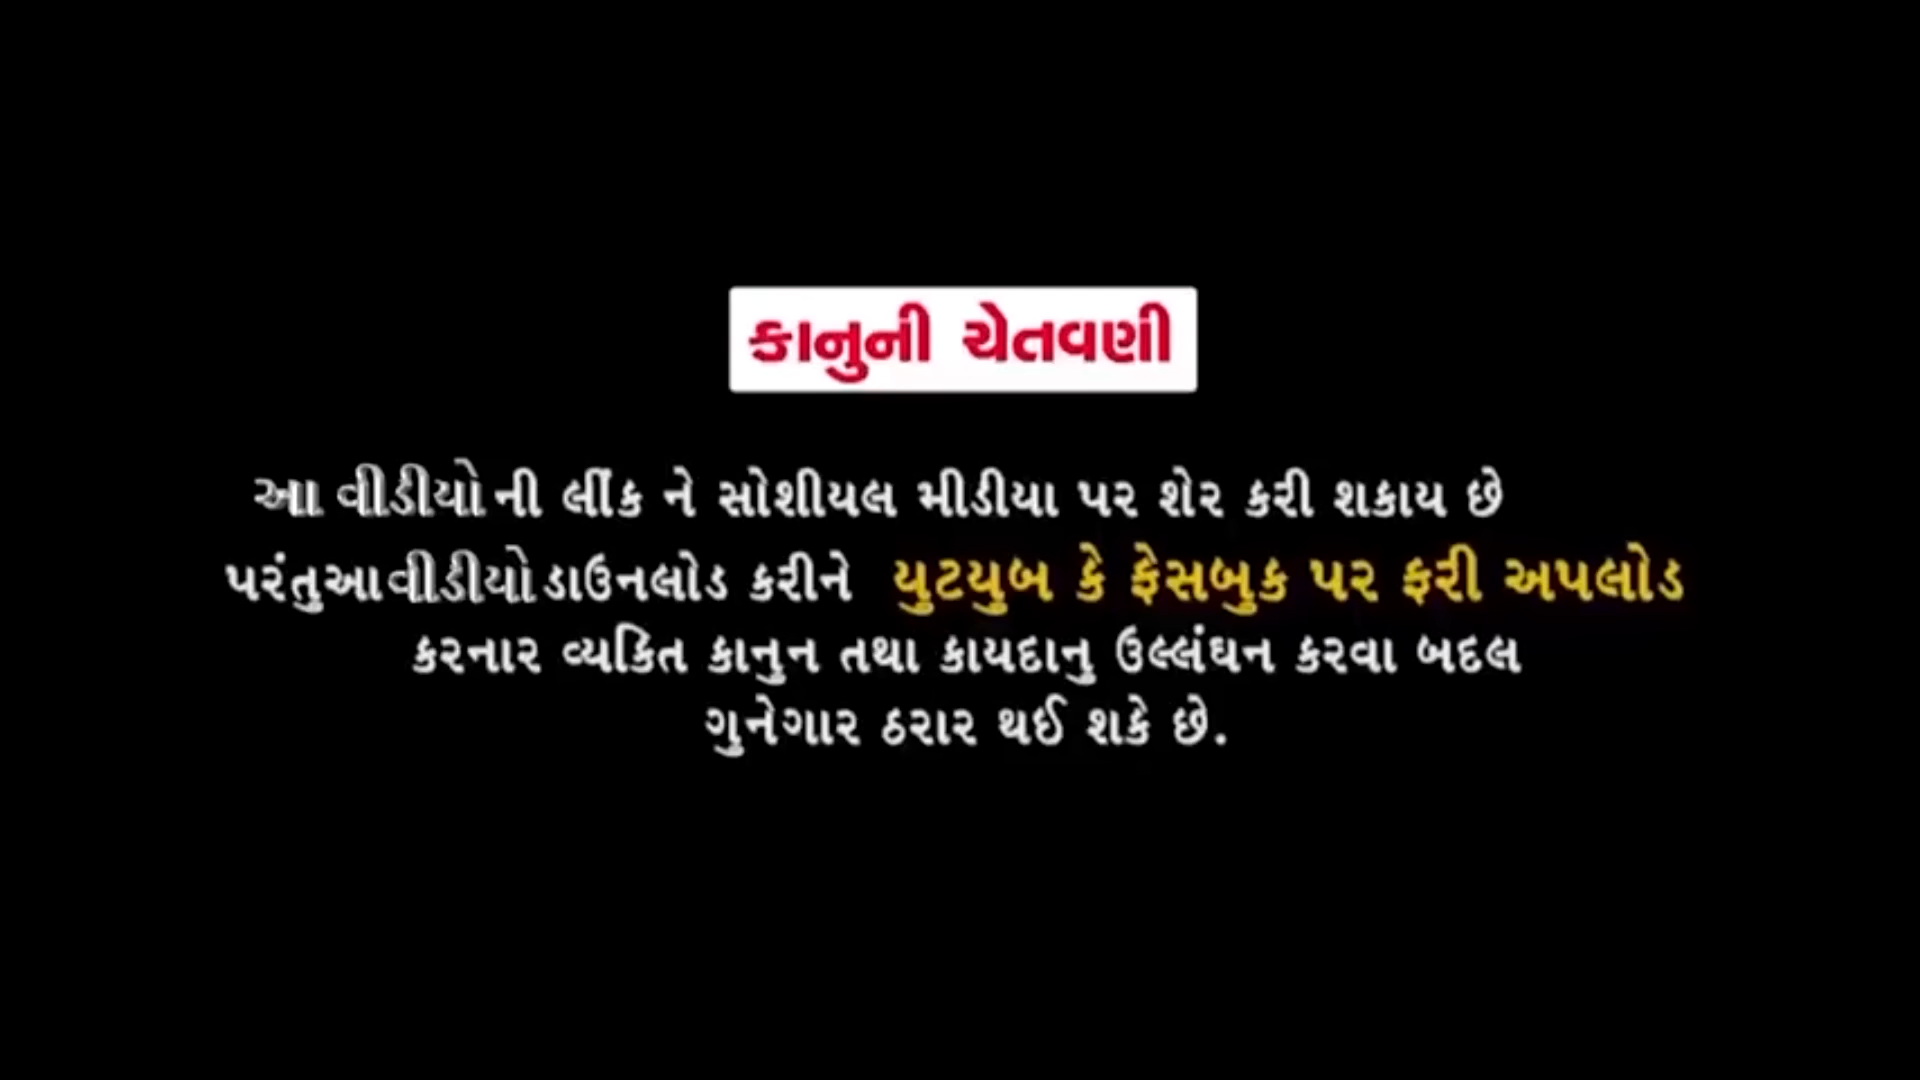 કાનુની ચેતવણી
આ વીડીયો ની લીંક ને સોશીયલ મીડીયા પર શેર કરી શકાય છે
પરંતુ આ વીડીયો ડાઉનલોડ કરીને યુટયુબ કે ફેસબુક પર ફરી અપલોડ
કરનાર વ્યકિત કાનુન તથા કાયદાનુ ઉલ્લંઘન કરવા બદલ
ગુનેગાર ઠરાર થઈ શકે છે.